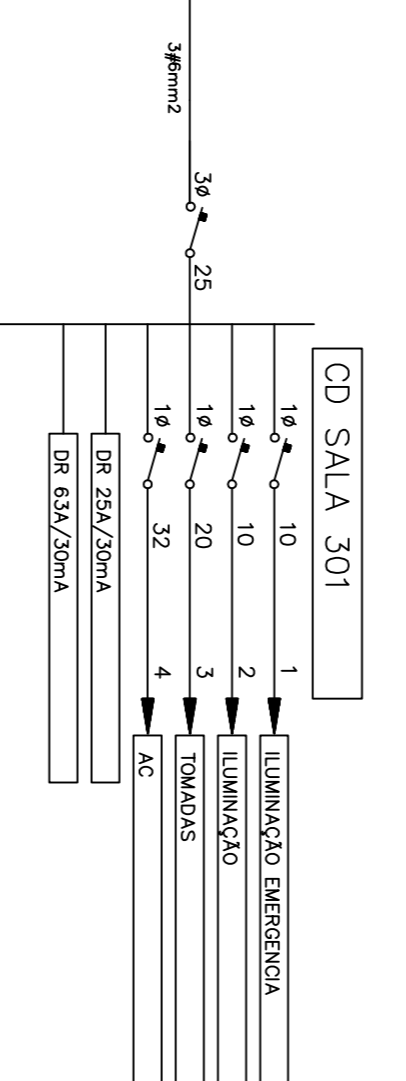 CD SALA 301
3#6mm2
3ø
25
1ø
10
1
ILUMINAÇÃO EMERGENCIA
1ø
10
2
ILUMINAÇÃO
1ø
20
3
TOMADAS
1ø
32
4
AC
DR 25A/30mA
DR 63A/30mA